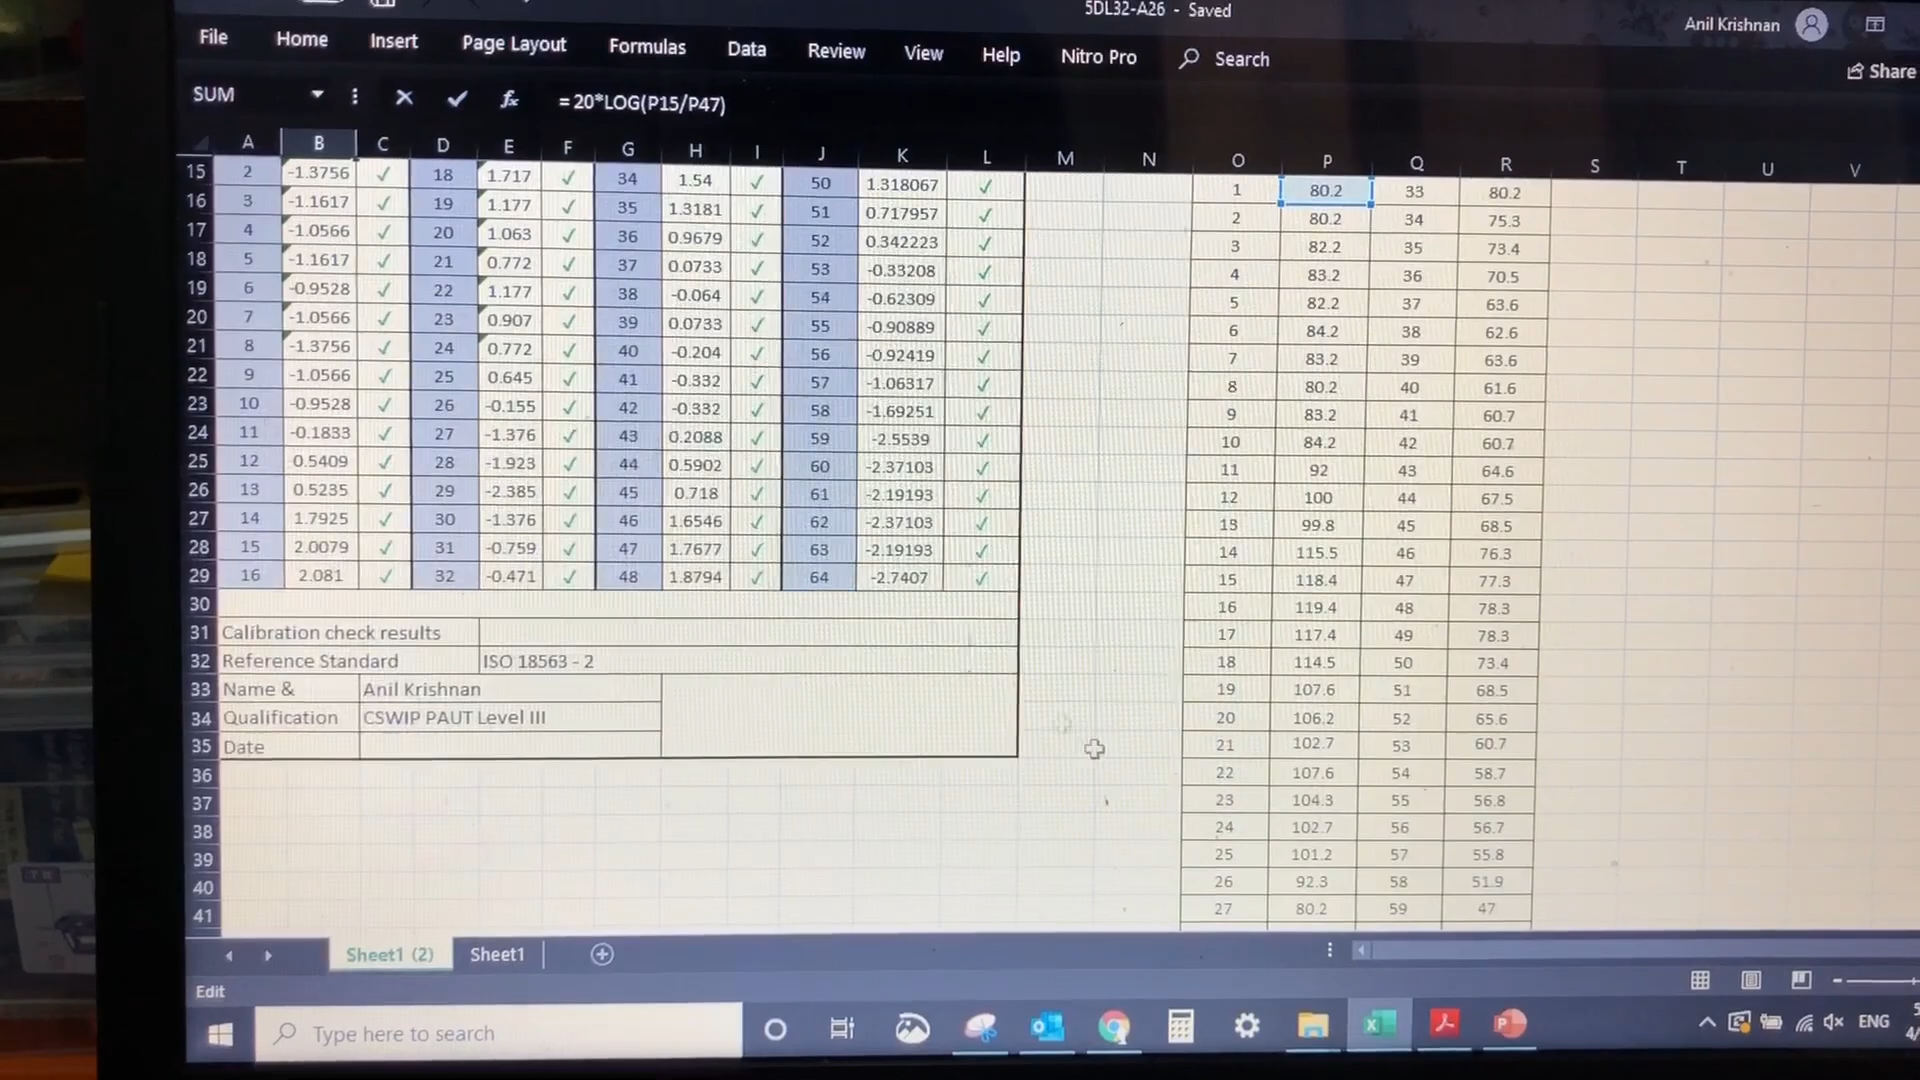 5DL32-A26 - Saved
Anil Krishnan
File Home Insert Page Layout Formulas Data Review View Help Nitro Pro Search
Share
SUM fx =20*LOG(P15/P47)
A B C D E F G H I J K L M N O P Q R S T U V
15 2 -1.3756 ✓ 18 1.717 ✓ 34 1.54 ✓ 50 1.318067 ✓ 1 80.2 33 80.2
16 3 -1.1617 ✓ 19 1.177 ✓ 35 1.3181 ✓ 51 0.717957 ✓ 2 80.2 34 75.3
17 4 -1.0566 ✓ 20 1.063 ✓ 36 0.9679 ✓ 52 0.342223 ✓ 3 82.2 35 73.4
18 5 -1.1617 ✓ 21 0.772 ✓ 37 0.0733 ✓ 53 -0.33208 ✓ 4 83.2 36 70.5
19 6 -0.9528 ✓ 22 1.177 ✓ 38 -0.064 ✓ 54 -0.62309 ✓ 5 82.2 37 63.6
20 7 -1.0566 ✓ 23 0.907 ✓ 39 0.0733 ✓ 55 -0.90889 ✓ 6 84.2 38 62.6
21 8 -1.3756 ✓ 24 0.772 ✓ 40 -0.204 ✓ 56 -0.92419 ✓ 7 83.2 39 63.6
22 9 -1.0566 ✓ 25 0.645 ✓ 41 -0.332 ✓ 57 -1.06317 ✓ 8 80.2 40 61.6
23 10 -0.9528 ✓ 26 -0.155 ✓ 42 -0.332 ✓ 58 -1.69251 ✓ 9 83.2 41 60.7
24 11 -0.1833 ✓ 27 -1.376 ✓ 43 0.2088 ✓ 59 -2.5539 ✓ 10 84.2 42 60.7
25 12 0.5409 ✓ 28 -1.923 ✓ 44 0.5902 ✓ 60 -2.37103 ✓ 11 92 43 64.6
26 13 0.5235 ✓ 29 -2.385 ✓ 45 0.718 ✓ 61 -2.19193 ✓ 12 100 44 67.5
27 14 1.7925 ✓ 30 -1.376 ✓ 46 1.6546 ✓ 62 -2.37103 ✓ 13 99.8 45 68.5
28 15 2.0079 ✓ 31 -0.759 ✓ 47 1.7677 ✓ 63 -2.19193 ✓ 14 115.5 46 76.3
29 16 2.081 ✓ 32 -0.471 ✓ 48 1.8794 ✓ 64 -2.7407 ✓ 15 118.4 47 77.3
30 16 119.4 48 78.3
31 Calibration check results 17 117.4 49 78.3
32 Reference Standard ISO 18563 - 2 18 114.5 50 73.4
33 Name & Anil Krishnan 19 107.6 51 68.5
34 Qualification CSWIP PAUT Level III 20 106.2 52 65.6
35 Date 21 102.7 53 60.7
36 22 107.6 54 58.7
37 23 104.3 55 56.8
38 24 102.7 56 56.7
39 25 101.2 57 55.8
40 26 92.3 58 51.9
41 27 80.2 59 47
Sheet1 (2) Sheet1
Edit
Type here to search
ENG